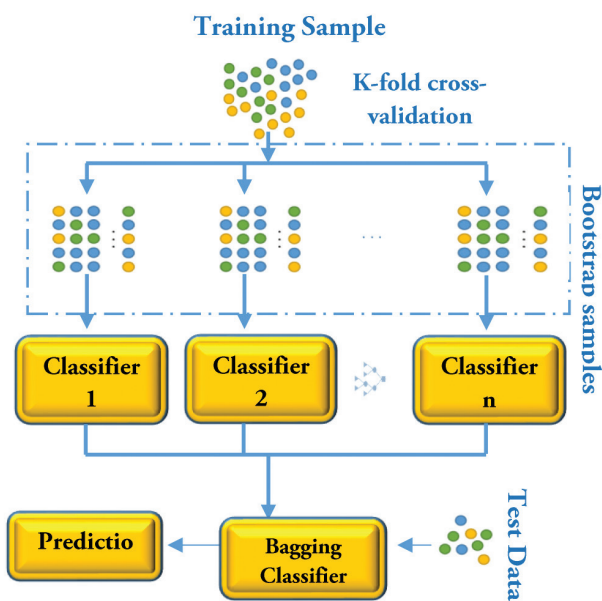 Training Sample
K-fold cross-
validation
Bootstrap samples
Classifier
1
Classifier
2
Classifier
n
Test Data
Predictio
Bagging
Classifier